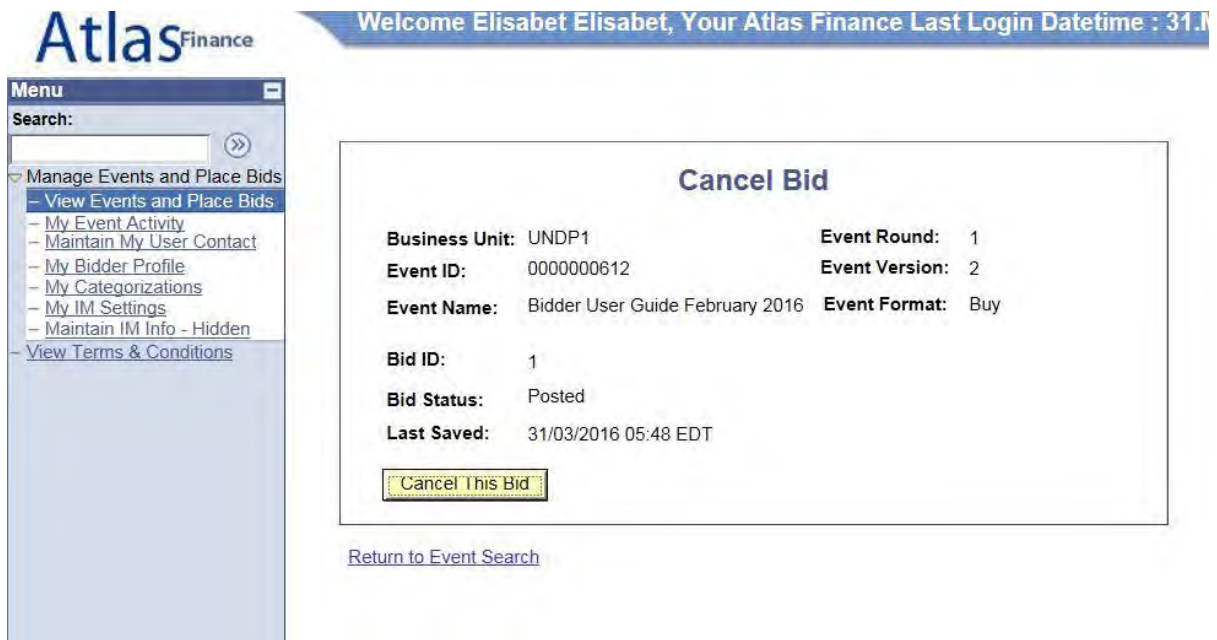 Atlas Finance
Welcome Elisabet Elisabet, Your Atlas Finance Last Login Datetime : 31.
Menu
Search:
Manage Events and Place Bids
– View Events and Place Bids
– My Event Activity
– Maintain My User Contact
– My Bidder Profile
– My Categorizations
– My IM Settings
– Maintain IM Info - Hidden
– View Terms & Conditions
Cancel Bid
Business Unit: UNDP1 Event Round: 1
Event ID: 0000000612 Event Version: 2
Event Name: Bidder User Guide February 2016 Event Format: Buy
Bid ID: 1
Bid Status: Posted
Last Saved: 31/03/2016 05:48 EDT
Cancel This Bid
Return to Event Search